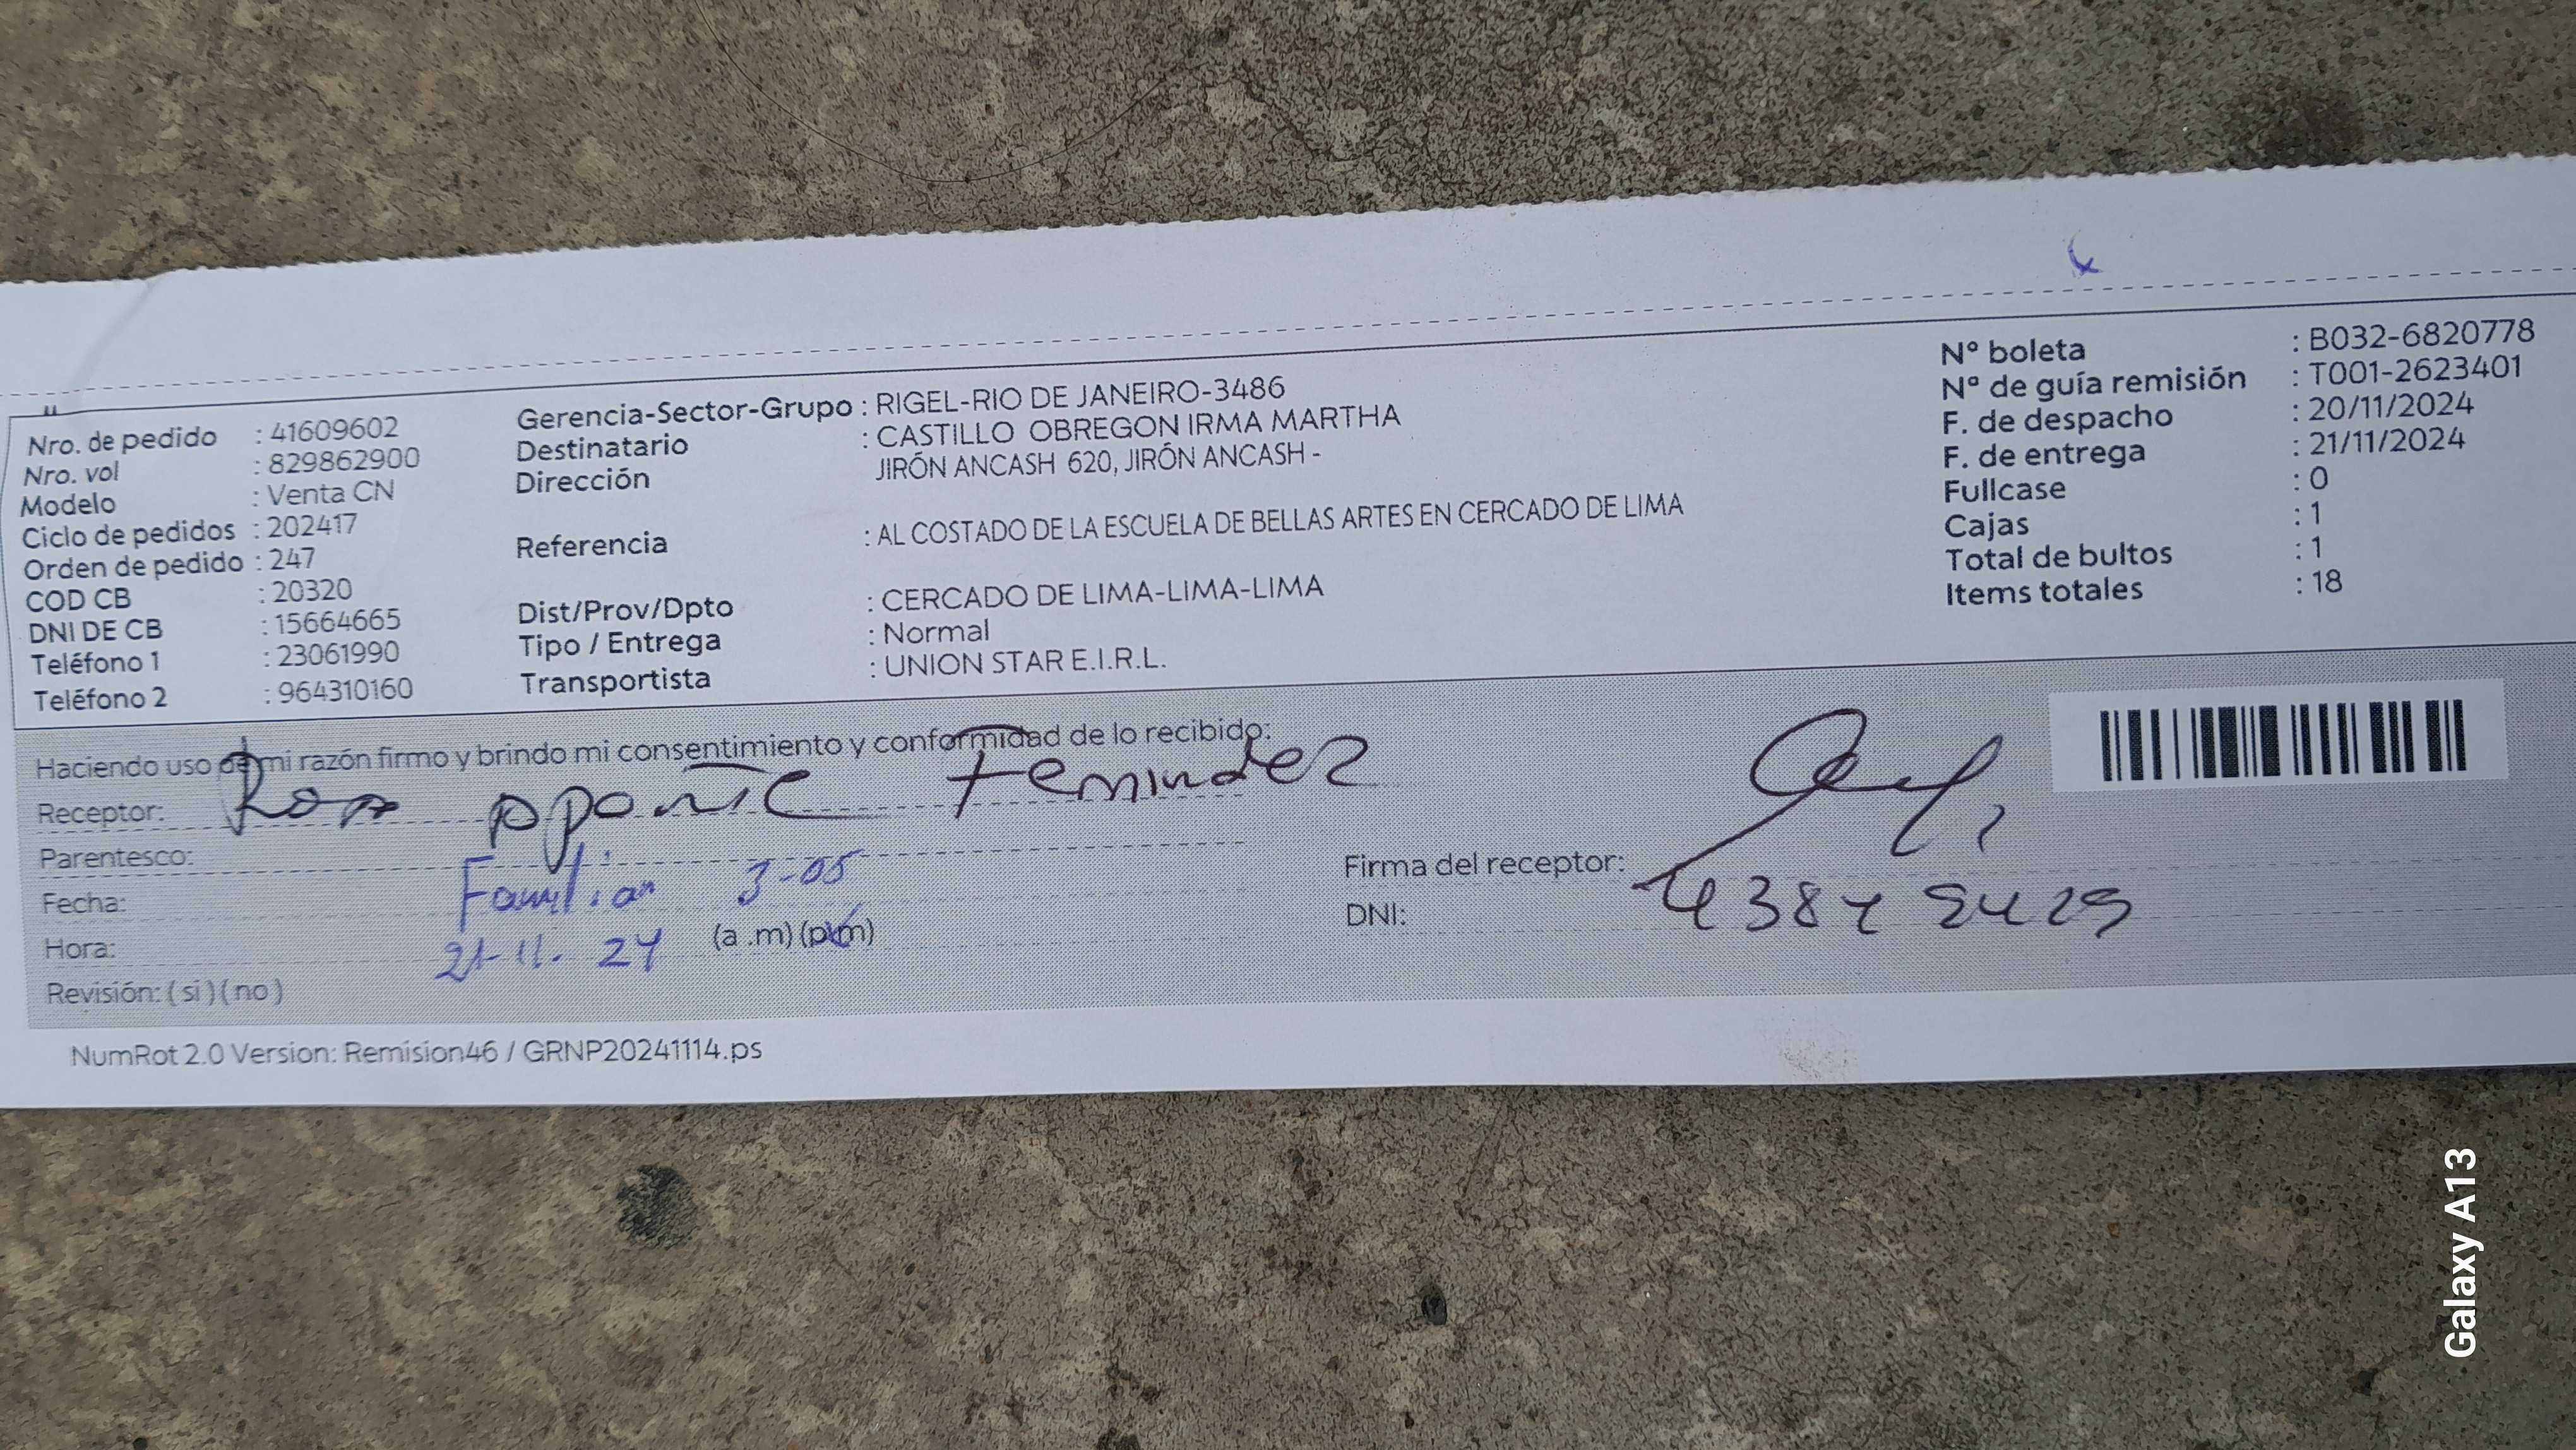 Nro. de pedido : 41609602
Nro. vol : 829862900
Modelo : Venta CN
Ciclo de pedidos : 202417
Orden de pedido : 247
COD CB : 20320
DNI DE CB : 15664665
Teléfono 1 : 23061990
Teléfono 2 : 964310160
Gerencia-Sector-Grupo : RIGEL-RIO DE JANEIRO-3486
Destinatario : CASTILLO OBREGON IRMA MARTHA
Dirección JIRÓN ANCASH 620, JIRÓN ANCASH -
Referencia : AL COSTADO DE LA ESCUELA DE BELLAS ARTES EN CERCADO DE LIMA
Dist/Prov/Dpto : CERCADO DE LIMA-LIMA-LIMA
Tipo / Entrega : Normal
Transportista : UNION STAR E.I.R.L.
N° boleta : B032-6820778
N° de guía remisión : T001-2623401
F. de despacho : 20/11/2024
F. de entrega : 21/11/2024
Fullcase : 0
Cajas : 1
Total de bultos : 1
Items totales : 18
Haciendo uso de mi razón firmo y brindo mi consentimiento y conformidad de lo recibido:
Receptor:
Parentesco:
Fecha: Familiar 3-05
Hora: 21-11. 24 (a .m) (p.m)
Revisión: ( si ) ( no )
Firma del receptor:
DNI:
NumRot 2.0 Version: Remision46 / GRNP20241114.ps
Galaxy A13